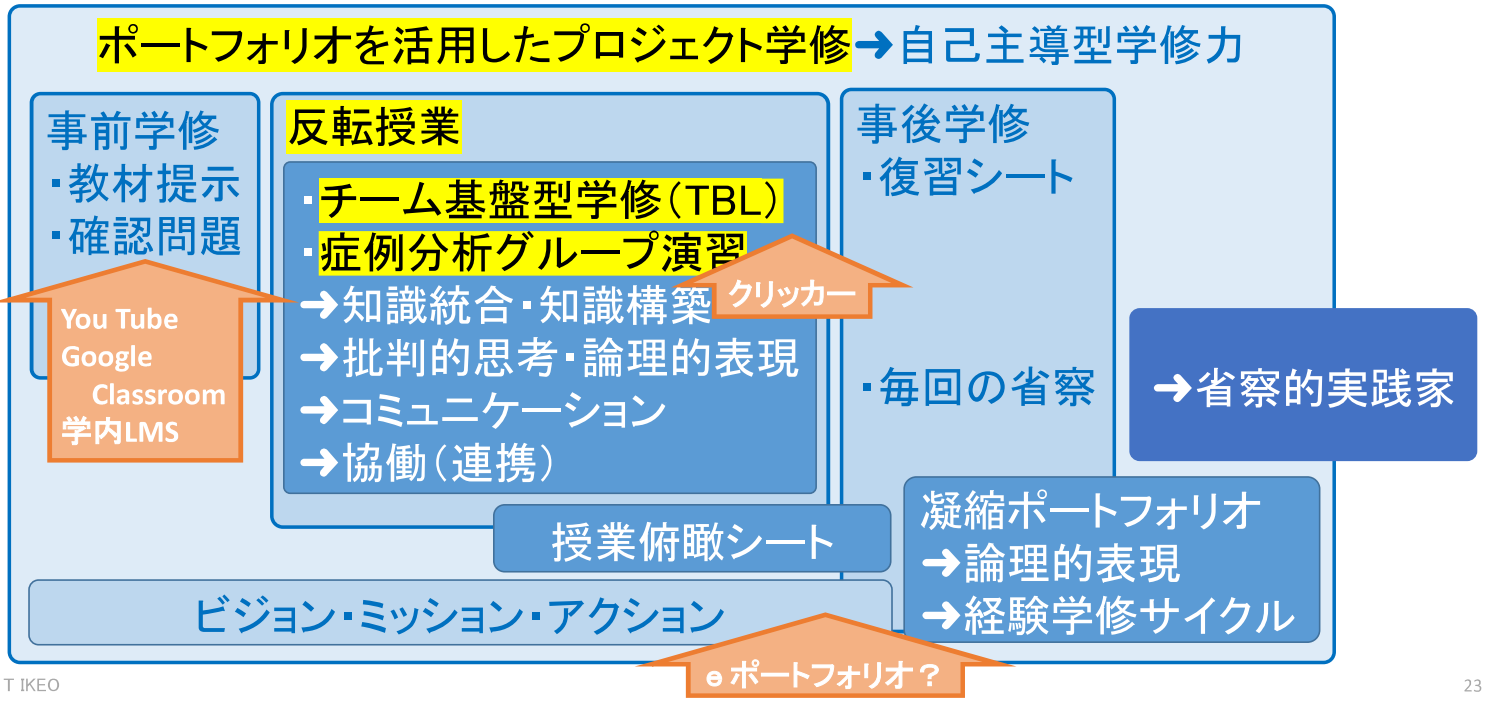 ポートフォリオを活用したプロジェクト学修➜自己主導型学修力
事前学修
・教材提示
・確認問題
You Tube
Google
Classroom
学内LMS
反転授業
・チーム基盤型学修（TBL）
・症例分析グループ演習
➜知識統合・知識構築
➜批判的思考・論理的表現
➜コミュニケーション
➜協働（連携）
クリッカー
事後学修
・復習シート
・毎回の省察
➜省察的実践家
授業俯瞰シート
凝縮ポートフォリオ
➜論理的表現
➜経験学修サイクル
ビジョン・ミッション・アクション
eポートフォリオ？
T IKEO
23